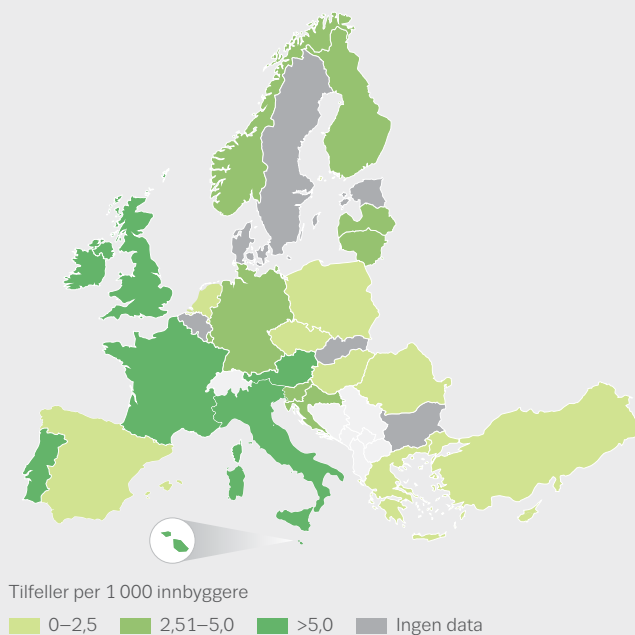 Tilfeller per 1 000 innbyggere
0–2,5 2,51–5,0 >5,0 Ingen data